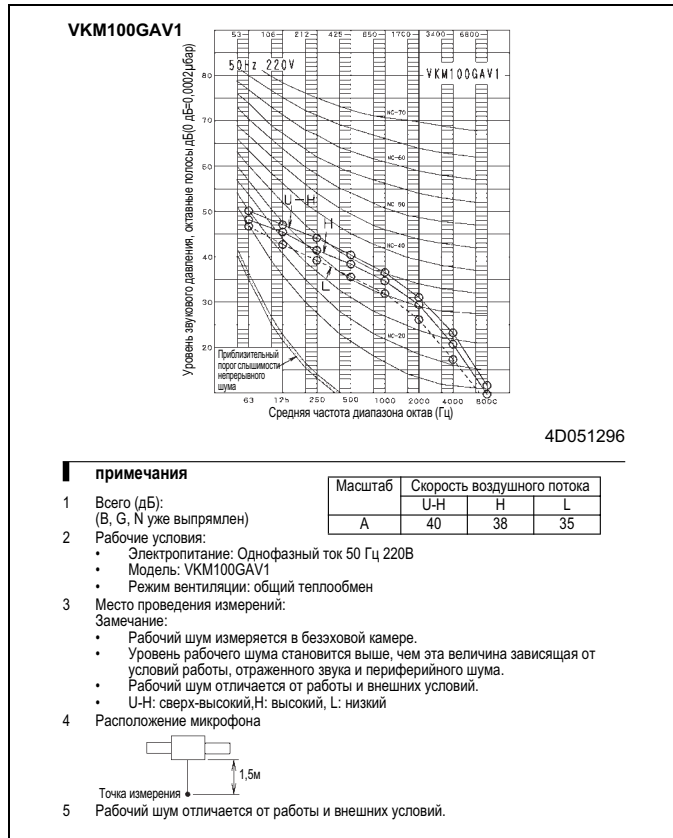 VKM100GAV1
Уровень звукового давления, октавные полосы дБ(0 дБ=0,0002µбар)
53 106 212 425 850 1700 3400 6800
50Hz 220V
VKM100GAV1
80
70
60
50
40
30
20
NC-70
NC-60
NC-50
NC-40
NC-20
U-H
H
L
Приблизительный
порог слышимости
непрерывного
шума
63 125 250 500 1000 2000 4000 8000
Средняя частота диапазона октав (Гц)
4D051296
примечания
1 Всего (дБ):
(B, G, N уже выпрямлен)
Масштаб Скорость воздушного потока
U-H H L
A 40 38 35
2 Рабочие условия:
• Электропитание: Однофазный ток 50 Гц 220В
• Модель: VKM100GAV1
• Режим вентиляции: общий теплообмен
3 Место проведения измерений:
Замечание:
• Рабочий шум измеряется в безэховой камере.
• Уровень рабочего шума становится выше, чем эта величина зависящая от
условий работы, отраженного звука и периферийного шума.
• Рабочий шум отличается от работы и внешних условий.
• U-H: сверх-высокий,H: высокий, L: низкий
4 Расположение микрофона
1,5м
Точка измерения
5 Рабочий шум отличается от работы и внешних условий.